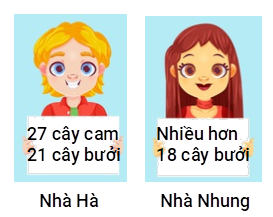 27 cây cam
21 cây bưởi
Nhà Hà
Nhiều hơn
18 cây bưởi
Nhà Nhung